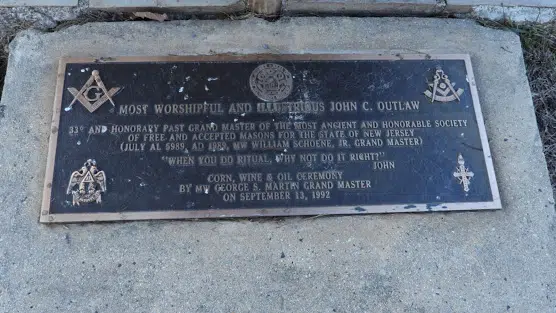 G
MOST WORSHIPFUL AND ILLUSTRIOUS JOHN C. OUTLAW
33° AND HONORARY PAST GRAND MASTER OF THE MOST ANCIENT AND HONORABLE SOCIETY
OF FREE AND ACCEPTED MASONS FOR THE STATE OF NEW JERSEY
(JULY AL 5989, AD 1989, MW WILLIAM SCHOENE, JR. GRAND MASTER)
"WHEN YOU DO RITUAL, WHY NOT DO IT RIGHT?"
JOHN
CORN, WINE & OIL CEREMONY
BY MW GEORGE S. MARTIN GRAND MASTER
ON SEPTEMBER 13, 1992